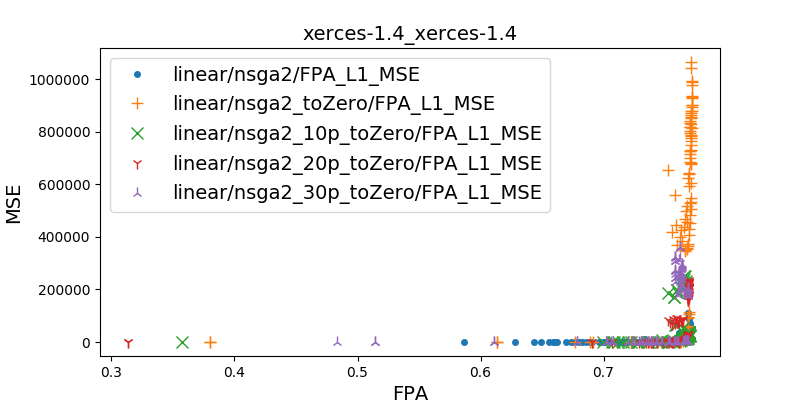 xerces-1.4_xerces-1.4
linear/nsga2/FPA_L1_MSE
linear/nsga2_toZero/FPA_L1_MSE
linear/nsga2_10p_toZero/FPA_L1_MSE
linear/nsga2_20p_toZero/FPA_L1_MSE
linear/nsga2_30p_toZero/FPA_L1_MSE
MSE
1000000
800000
600000
400000
200000
0
0.3 0.4 0.5 0.6 0.7
FPA